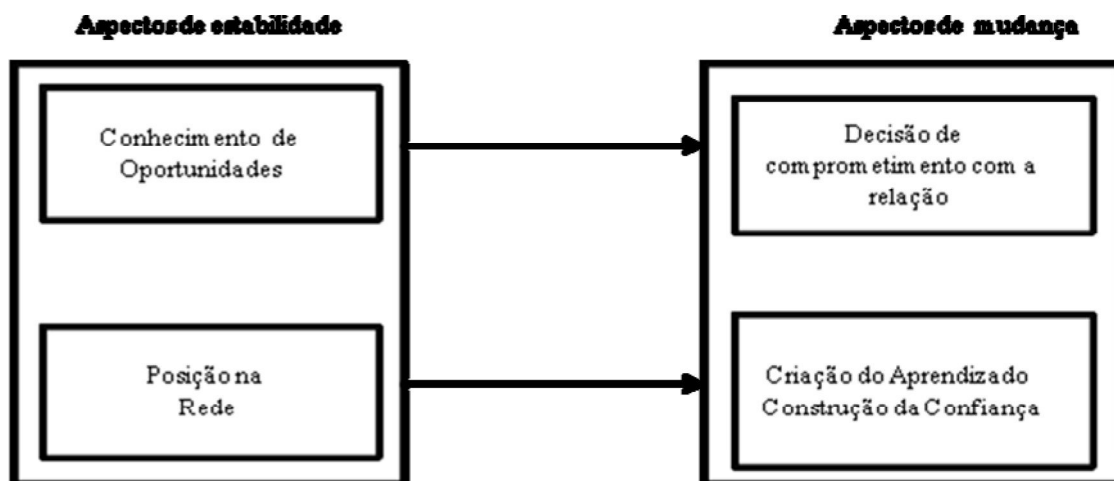 Aspectos de estabilidade
Aspectos de mudança
Conhecimento de
Oportunidades
Decisão de
comprometimento com a
relação
Posição na
Rede
Criação do Aprendizado
Construção da Confiança